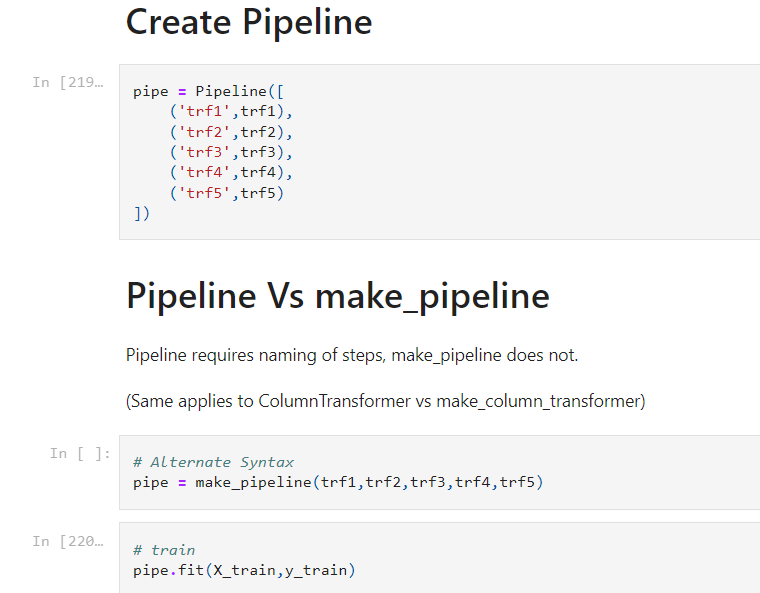 Create Pipeline
In [219…
pipe = Pipeline([
('trf1',trf1),
('trf2',trf2),
('trf3',trf3),
('trf4',trf4),
('trf5',trf5)
])
Pipeline Vs make_pipeline
Pipeline requires naming of steps, make_pipeline does not.
(Same applies to ColumnTransformer vs make_column_transformer)
In [ ]:
# Alternate Syntax
pipe = make_pipeline(trf1,trf2,trf3,trf4,trf5)
In [220…
# train
pipe.fit(X_train,y_train)